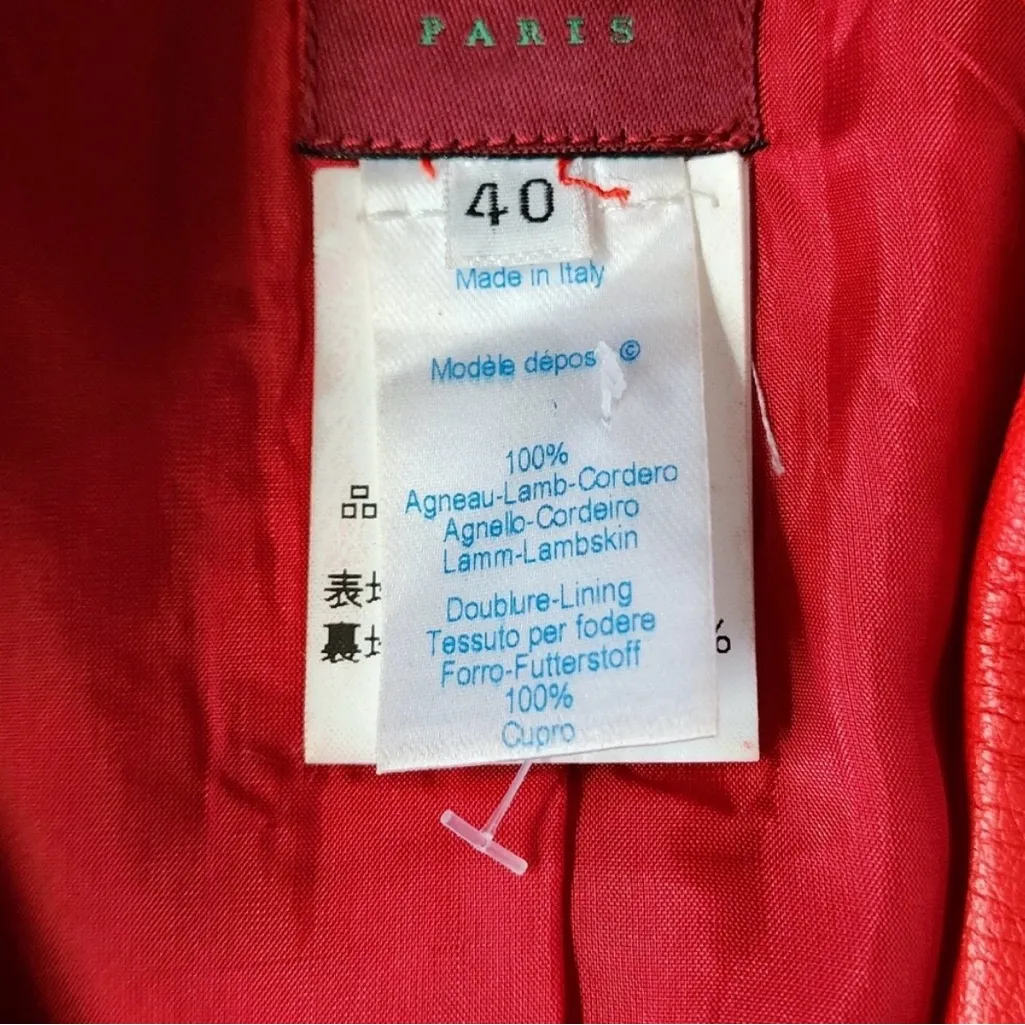 PARIS
40
Made in Italy
Modèle dépos ©
100%
Agneau-Lamb-Cordero
Agnello-Cordeiro
Lamm-Lambskin
Doublure-Lining
Tessuto per fodere
Forro-Futterstoff
100%
Cupro
品
表
裏 %